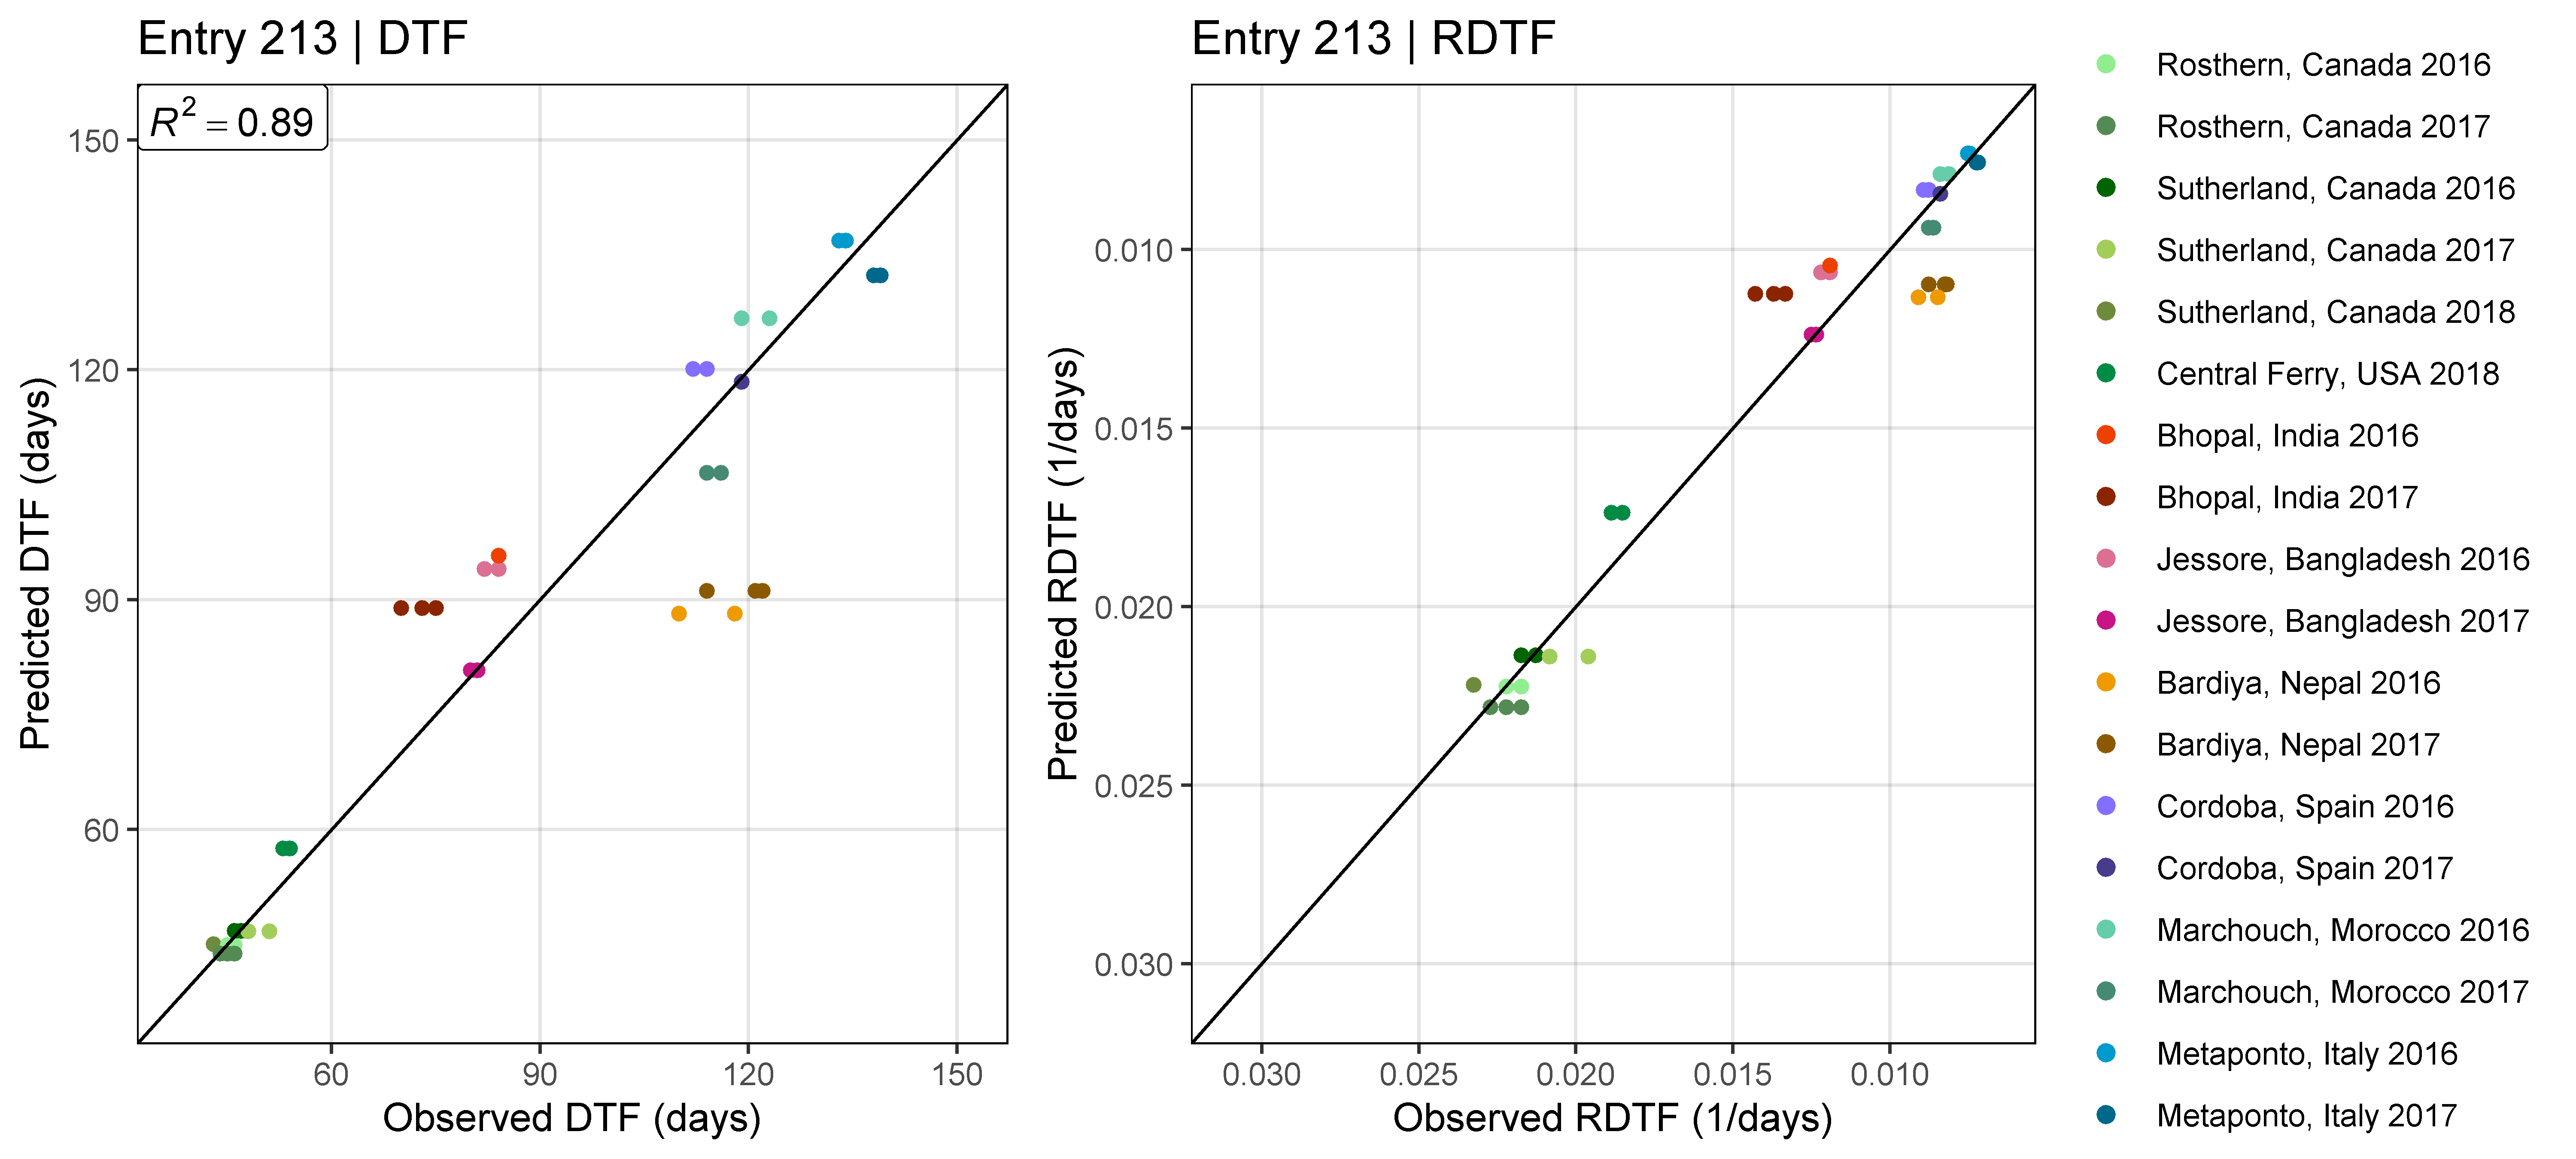 Entry 213 | DTF
R² = 0.89
150
120
90
60
60 90 120 150
Predicted DTF (days)
Observed DTF (days)
Entry 213 | RDTF
0.010
0.015
0.020
0.025
0.030
0.030 0.025 0.020 0.015 0.010
Predicted RDTF (1/days)
Observed RDTF (1/days)
Rosthern, Canada 2016
Rosthern, Canada 2017
Sutherland, Canada 2016
Sutherland, Canada 2017
Sutherland, Canada 2018
Central Ferry, USA 2018
Bhopal, India 2016
Bhopal, India 2017
Jessore, Bangladesh 2016
Jessore, Bangladesh 2017
Bardiya, Nepal 2016
Bardiya, Nepal 2017
Cordoba, Spain 2016
Cordoba, Spain 2017
Marchouch, Morocco 2016
Marchouch, Morocco 2017
Metaponto, Italy 2016
Metaponto, Italy 2017